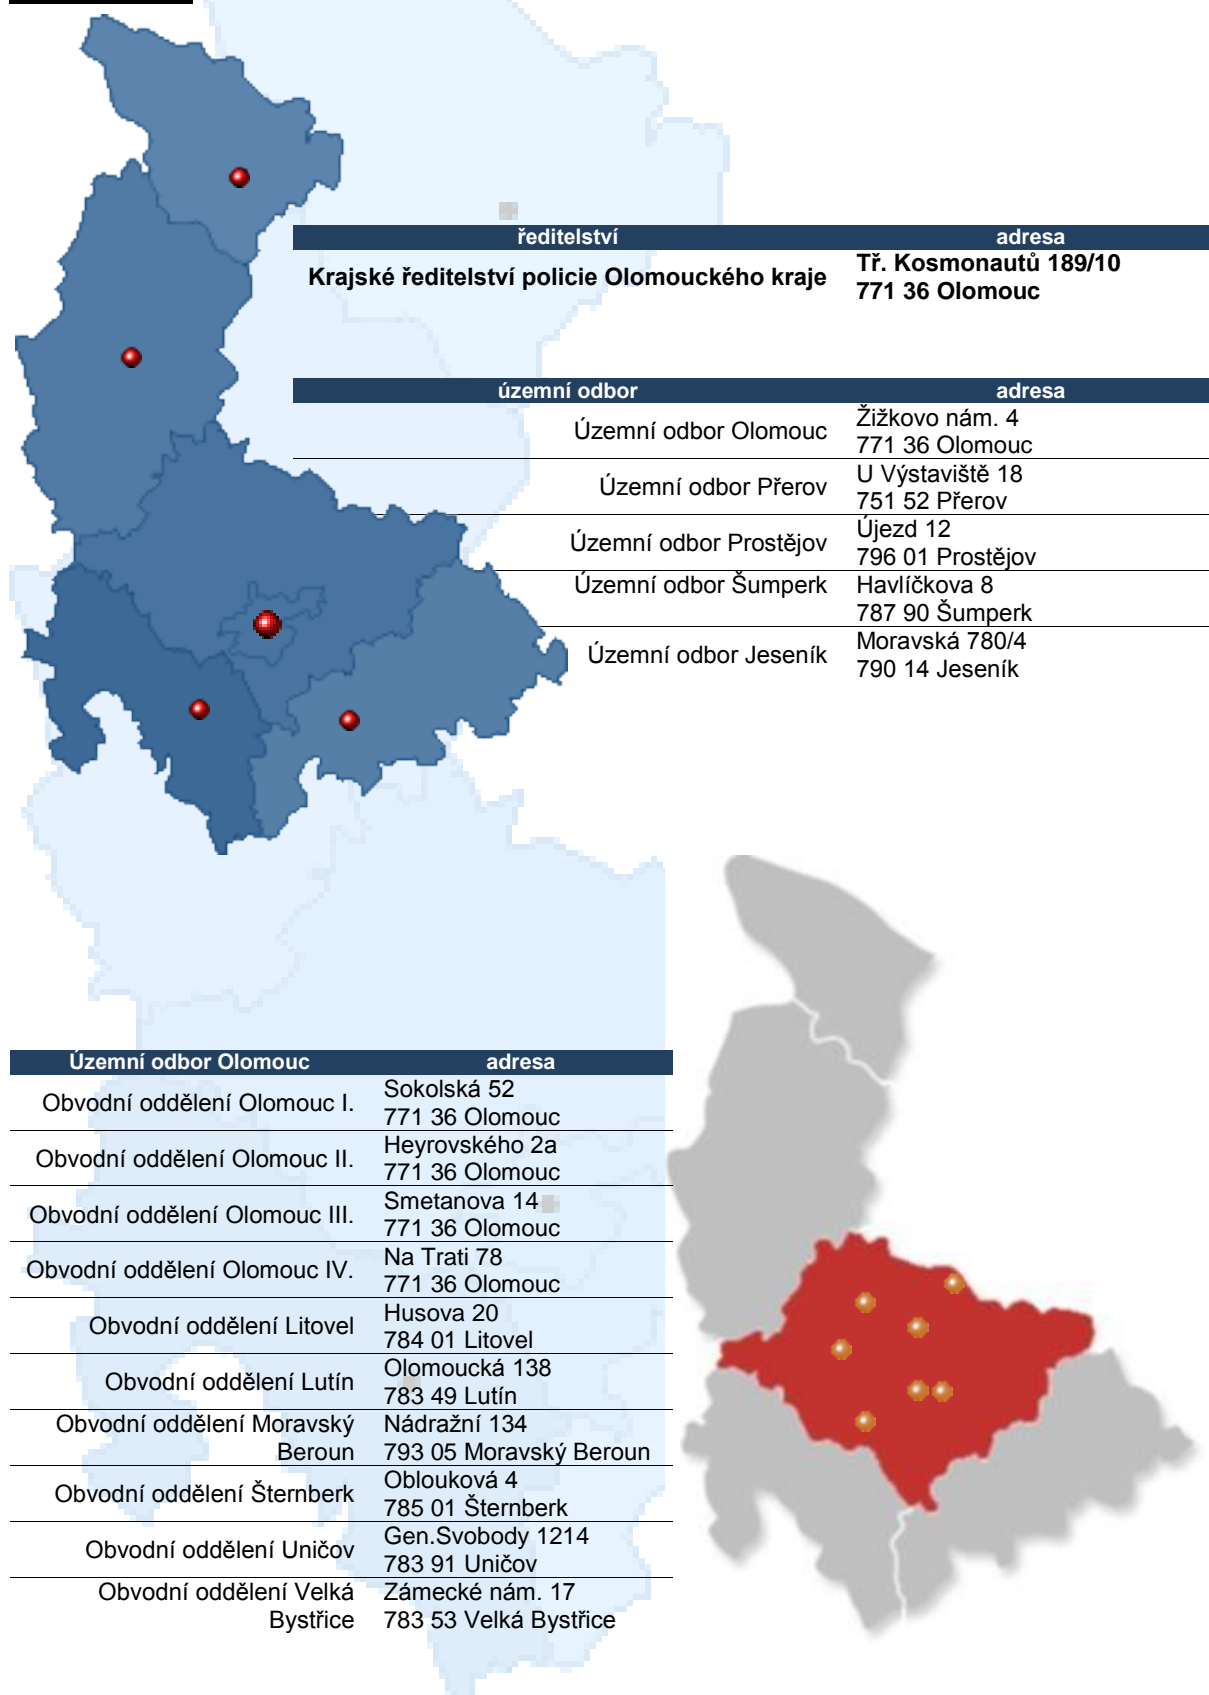 ředitelství adresa
Krajské ředitelství policie Olomouckého kraje Tř. Kosmonautů 189/10
771 36 Olomouc
územní odbor adresa
Územní odbor Olomouc Žižkovo nám. 4
771 36 Olomouc
Územní odbor Přerov U Výstaviště 18
751 52 Přerov
Územní odbor Prostějov Újezd 12
796 01 Prostějov
Územní odbor Šumperk Havlíčkova 8
787 90 Šumperk
Územní odbor Jeseník Moravská 780/4
790 14 Jeseník
Územní odbor Olomouc adresa
Obvodní oddělení Olomouc I. Sokolská 52
771 36 Olomouc
Obvodní oddělení Olomouc II. Heyrovského 2a
771 36 Olomouc
Obvodní oddělení Olomouc III. Smetanova 14
771 36 Olomouc
Obvodní oddělení Olomouc IV. Na Trati 78
771 36 Olomouc
Obvodní oddělení Litovel Husova 20
784 01 Litovel
Obvodní oddělení Lutín Olomoucká 138
783 49 Lutín
Obvodní oddělení Moravský Nádražní 134
Beroun 793 05 Moravský Beroun
Obvodní oddělení Šternberk Oblouková 4
785 01 Šternberk
Obvodní oddělení Uničov Gen.Svobody 1214
783 91 Uničov
Obvodní oddělení Velká Zámecké nám. 17
Bystřice 783 53 Velká Bystřice